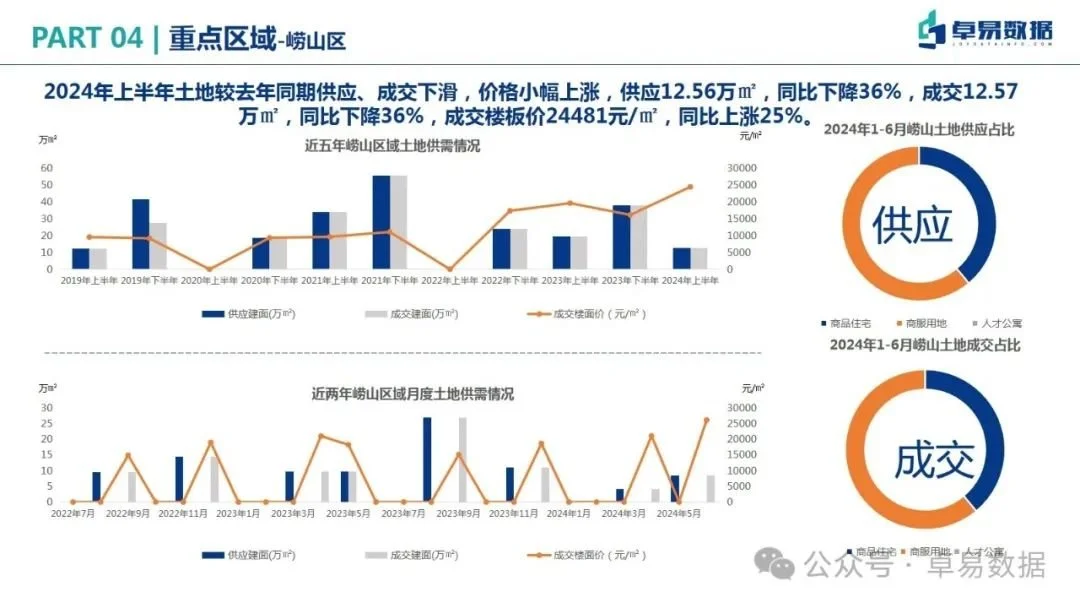 PART 04 | 重点区域-崂山区
卓易数据
2024年上半年土地较去年同期供应、成交下滑，价格小幅上涨，供应12.56万㎡，同比下降36%，成交12.57
万㎡，同比下降36%，成交楼板价24481元/㎡，同比上涨25%。
万㎡
近五年崂山区域土地供需情况
元/㎡
60
50
40
30
20
10
0
30000
25000
20000
15000
10000
5000
0
2019年上半年 2019年下半年 2020年上半年 2020年下半年 2021年上半年 2021年下半年 2022年上半年 2022年下半年 2023年上半年 2023年下半年 2024年上半年
供应建面(万㎡) 成交建面(万㎡) 成交楼面价（元/㎡）
2024年1-6月崂山土地供应占比
供应
商品住宅 商服用地 人才公寓
万㎡
近两年崂山区域月度土地供需情况
元/㎡
30
25
20
15
10
5
0
30000
25000
20000
15000
10000
5000
0
2022年7月 2022年9月 2022年11月 2023年1月 2023年3月 2023年5月 2023年7月 2023年9月 2023年11月 2024年1月 2024年3月 2024年5月
供应建面(万㎡) 成交建面(万㎡) 成交楼面价（元/㎡）
2024年1-6月崂山土地成交占比
成交
商品住宅 商服用地 人才公寓
公众号 · 卓易数据